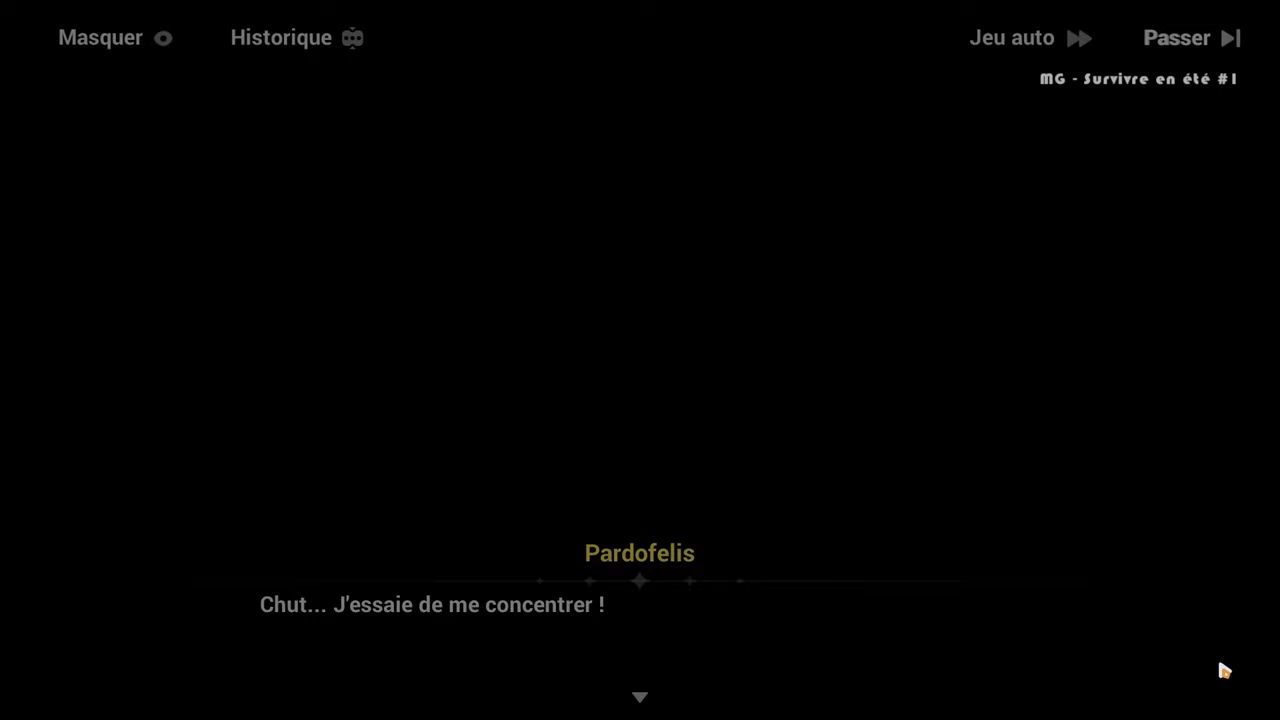 Masquer
Historique
Jeu auto
Passer
MG - Survivre en été #1
Pardofelis
Chut... J'essaie de me concentrer !